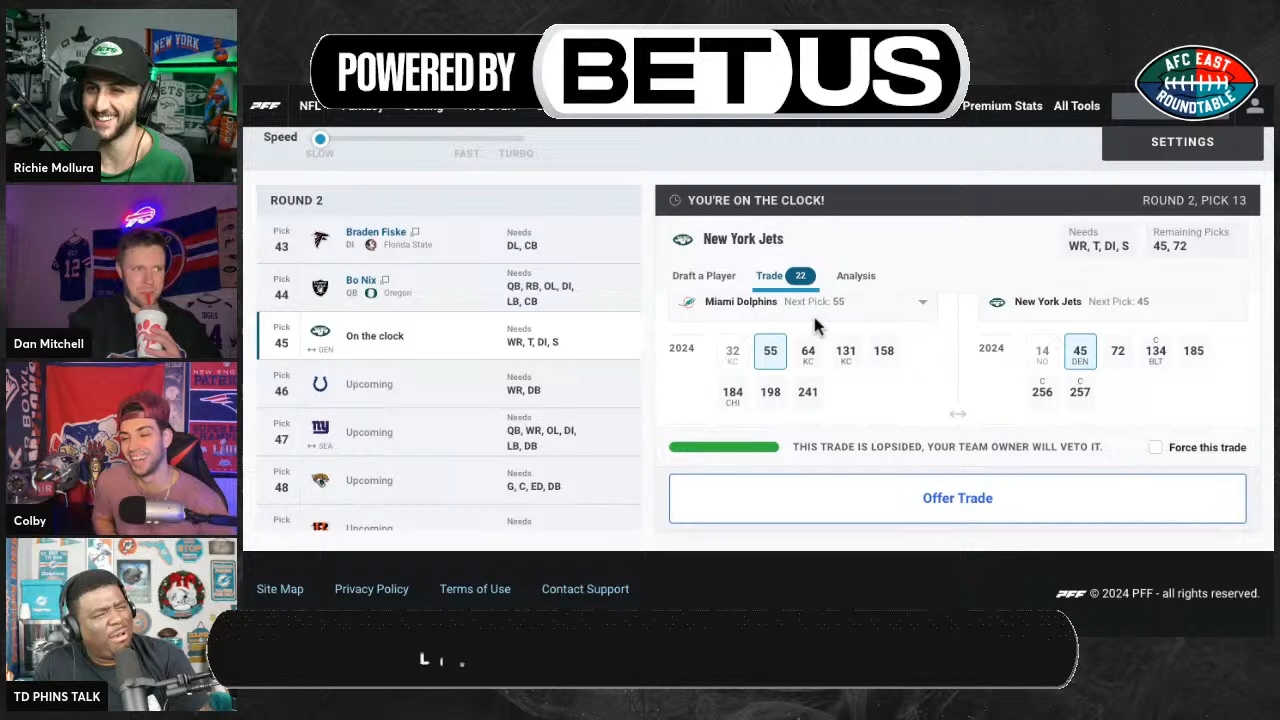 POWERED BY BETUS
AFC EAST
ROUNDTABLE
PFF
NFL
Premium Stats
All Tools
Speed
SLOW
FAST
TURBO
SETTINGS
ROUND 2
Pick
43
Braden Fiske
DI
Florida State
Needs
DL, CB
Pick
44
Bo Nix
QB
Oregon
Needs
QB, RB, OL, DI,
LB, CB
Pick
45
↔ DEN
On the clock
Needs
WR, T, DI, S
Pick
46
Upcoming
Needs
WR, DB
Pick
47
↔ SEA
Upcoming
Needs
QB, WR, OL, DI,
LB, DB
Pick
48
Upcoming
Needs
G, C, ED, DB
Pick
Upcoming
Needs
YOU'RE ON THE CLOCK!
ROUND 2, PICK 13
New York Jets
Needs
WR, T, DI, S
Remaining Picks
45, 72
Draft a Player
Trade 22
Analysis
Miami Dolphins Next Pick: 55
New York Jets Next Pick: 45
2024
32
KC
55
64
KC
131
KC
158
184
CHI
198
241
2024
14
NO
45
DEN
72
C
134
BLT
185
C
256
C
257
THIS TRADE IS LOPSIDED, YOUR TEAM OWNER WILL VETO IT.
Force this trade
Offer Trade
Site Map
Privacy Policy
Terms of Use
Contact Support
PFF © 2024 PFF - all rights reserved.
NEW YORK
JETS
Richie Mollura
12
DIGGS
Dan Mitchell
PATRI
Colby
STOP
TD PHINS TALK